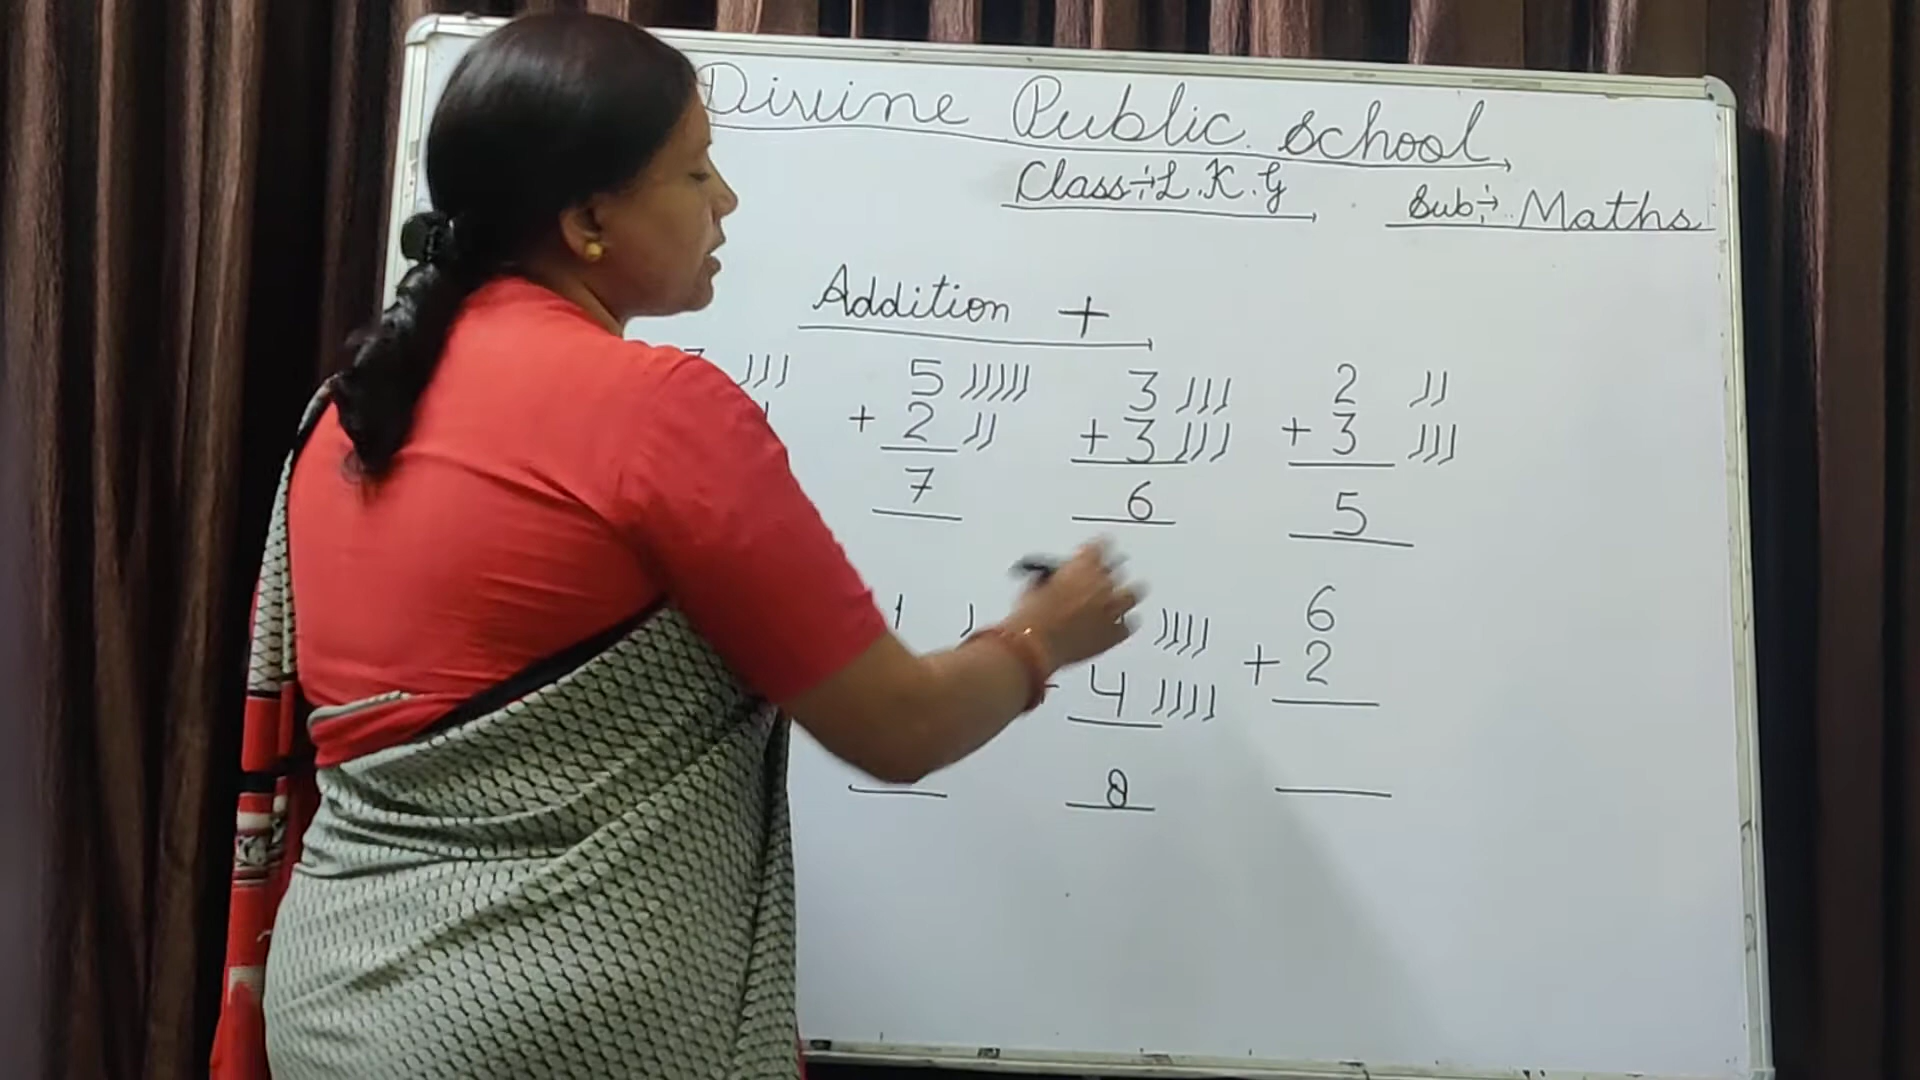 Divine Public School
Class:→ L.K.G Sub:→ Maths
Addition +
5 3 2
+ 2 + 3 + 3
7 6 5
1 6
4 + 2
8